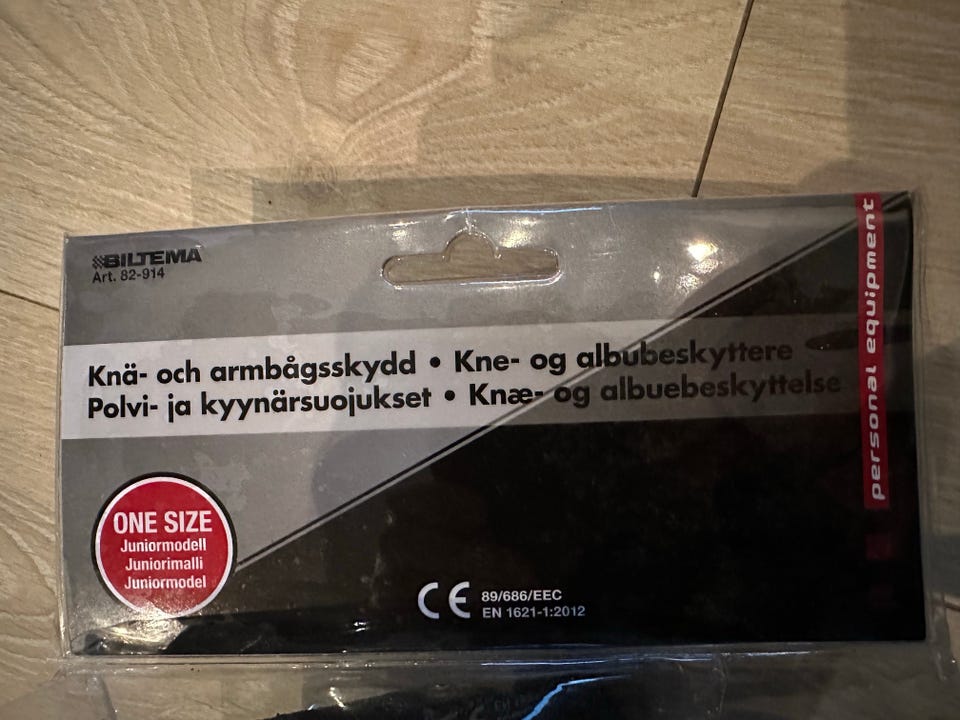 BILTEMA
Art. 82-914
Knä- och armbågsskydd • Kne- og albubeskyttere
Polvi- ja kyynärsuojukset • Knæ- og albuebeskyttelse
personal equipment
ONE SIZE
Juniormodell
Juniorimalli
Juniormodel
CE 89/686/EEC
EN 1621-1:2012